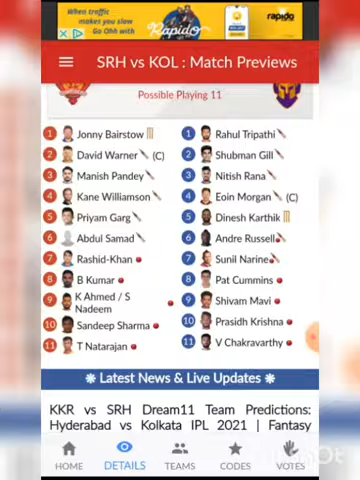 When traffic
makes you slow
Go Ohh with
Rapido
rapido
SRH vs KOL : Match Previews
Possible Playing 11
1 Jonny Bairstow
2 David Warner (C)
3 Manish Pandey
4 Kane Williamson
5 Priyam Garg
6 Abdul Samad
7 Rashid-Khan
8 B Kumar
9 K Ahmed / S
Nadeem
10 Sandeep Sharma
11 T Natarajan
1 Rahul Tripathi
2 Shubman Gill
3 Nitish Rana
4 Eoin Morgan (C)
5 Dinesh Karthik
6 Andre Russell
7 Sunil Narine
8 Pat Cummins
9 Shivam Mavi
10 Prasidh Krishna
11 V Chakravarthy
❋ Latest News & Live Updates ❋
KKR vs SRH Dream11 Team Predictions:
Hyderabad vs Kolkata IPL 2021 | Fantasy
HOME
DETAILS
TEAMS
CODES
VOTES